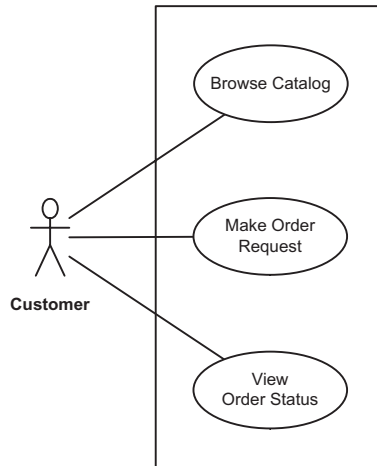 Browse Catalog
Make Order
Request
Customer
View
Order Status